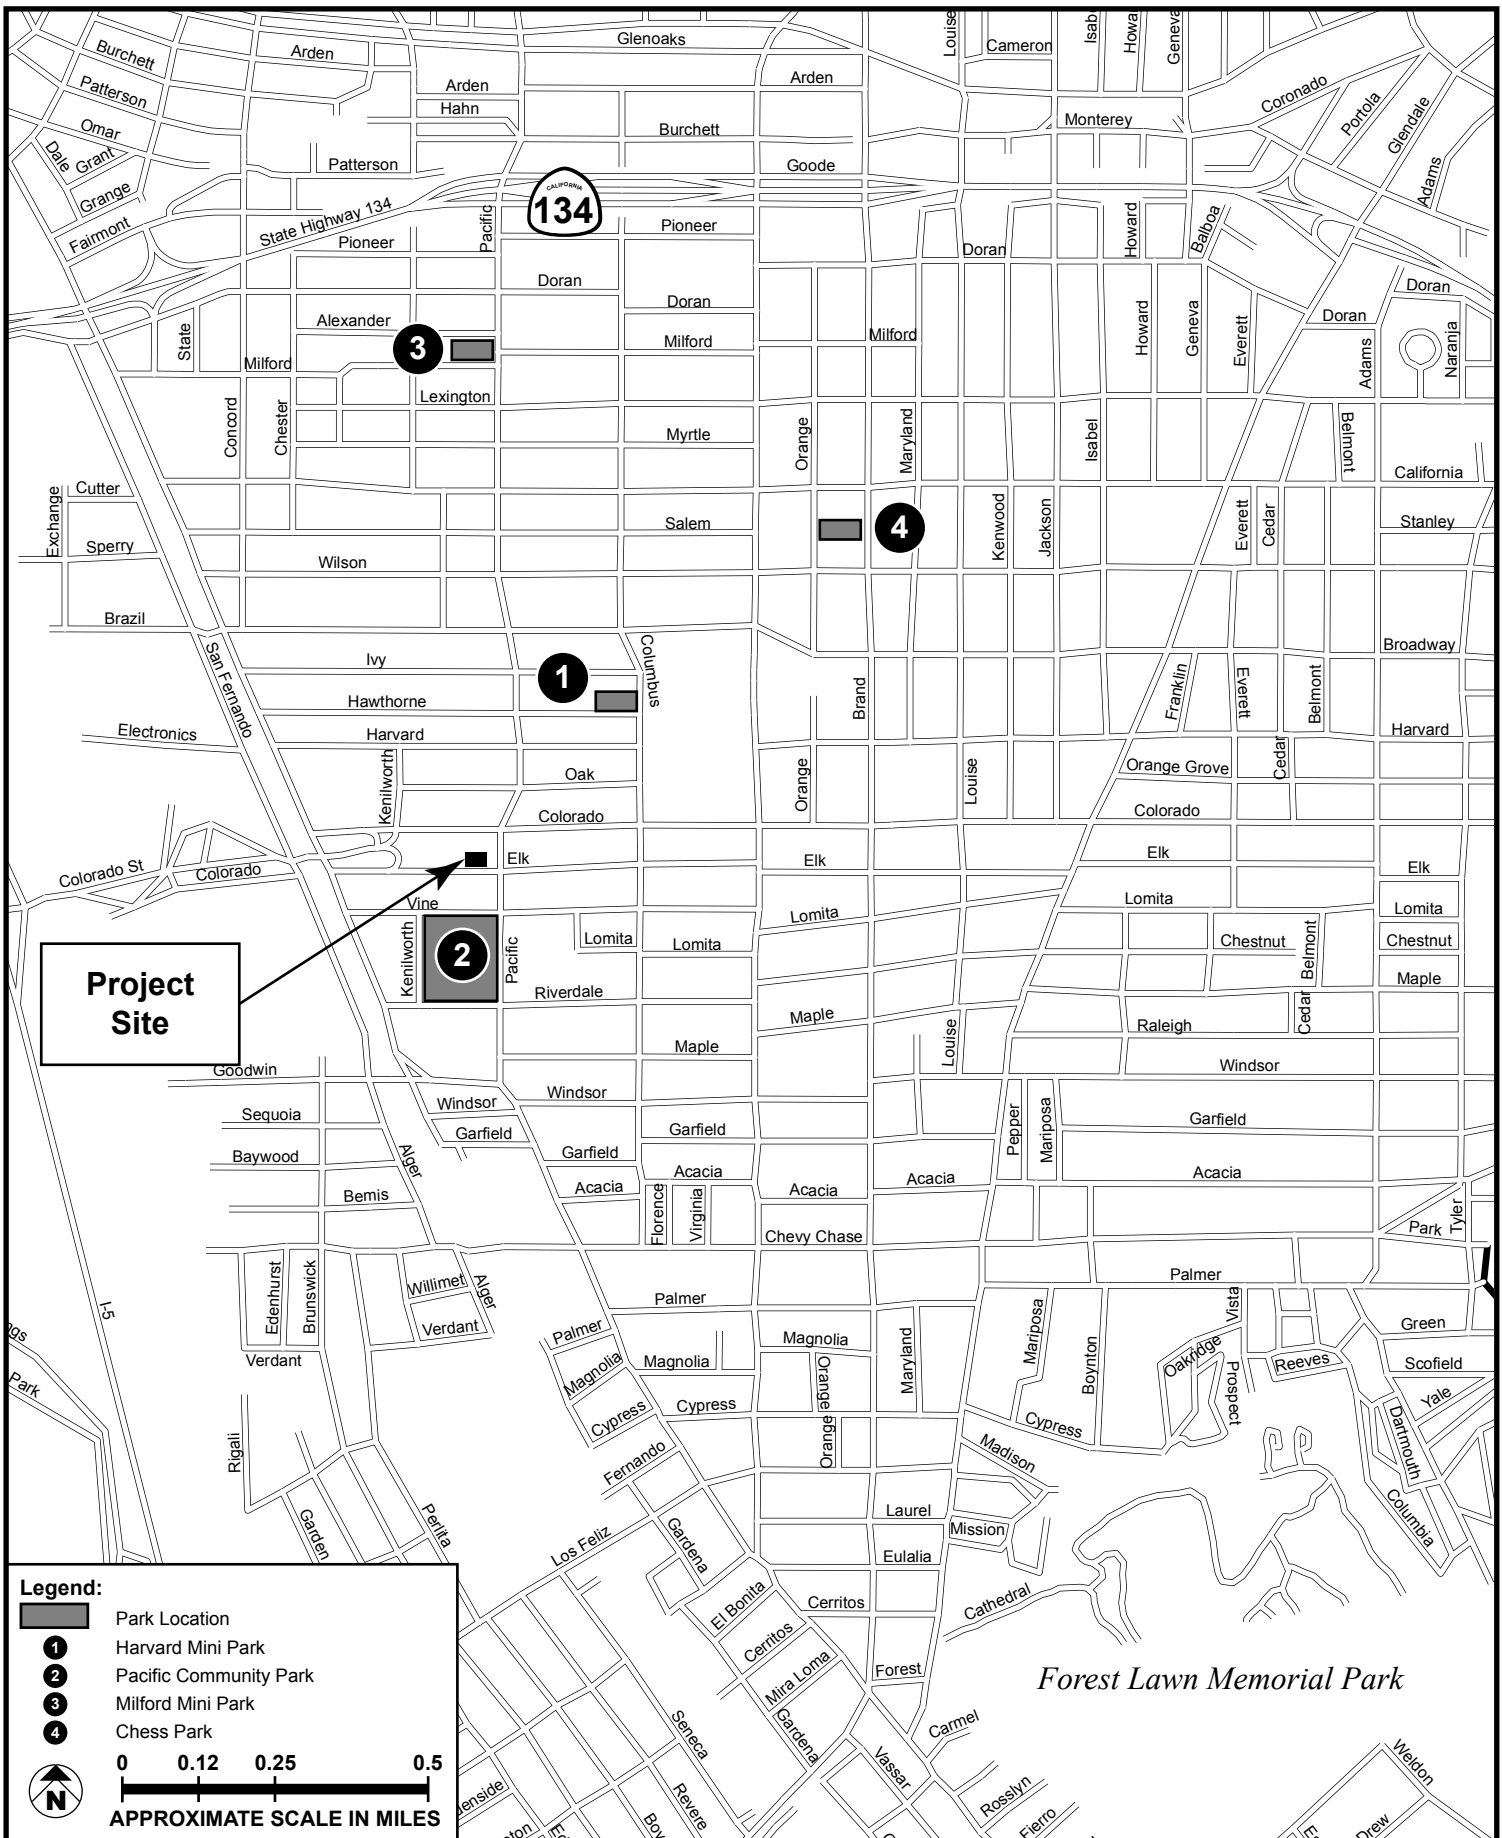 Glenoaks
Louise
Cameron
Isab
Howar
Geneva
Burchett
Arden
Arden
Arden
Patterson
Hahn
Coronado
Portola
Glendale
Omar
Burchett
Monterey
Dale
Grant
Patterson
Goode
Adams
Grange
CALIFORNIA
134
Fairmont
State Highway 134
Pioneer
Pacific
Pioneer
Doran
Howard
Balboa
Doran
Doran
Doran
Doran
State
Alexander
3
Milford
Milford
Milford
Howard
Geneva
Everett
Adams
Naranja
Lexington
Concord
Chester
Myrtle
Orange
Maryland
Isabel
Belmont
California
Cutter
Exchange
Salem
4
Kenwood
Jackson
Everett
Cedar
Stanley
Sperry
Wilson
Brazil
Broadway
San Fernando
Ivy
1
Columbus
Hawthorne
Brand
Franklin
Everett
Belmont
Electronics
Harvard
Harvard
Kenilworth
Oak
Orange
Louise
Orange Grove
Cedar
Colorado
Colorado
Elk
Elk
Elk
Elk
Colorado St
Colorado
Vine
Lomita
Lomita
Lomita
Project
Site
Kenilworth
2
Pacific
Lomita
Lomita
Chestnut
Belmont
Chestnut
Riverdale
Maple
Maple
Cedar
Raleigh
Louise
Maple
Windsor
Goodwin
Windsor
Windsor
Sequoia
Garfield
Garfield
Pepper
Mariposa
Garfield
Baywood
Alger
Garfield
Acacia
Acacia
Acacia
Bemis
Acacia
Acacia
Florence
Virginia
Chevy Chase
Park
Tyler
Edenhurst
Brunswick
Willimet
Alger
Palmer
Palmer
Vista
I-5
Verdant
Palmer
Magnolia
Maryland
Mariposa
Boynton
Green
ngs
Verdant
Magnolia
Magnolia
Orange
Oakridge
Prospect
Reeves
Scofield
Park
Cypress
Cypress
Cypress
Yale
Dartmouth
Rigali
Fernando
Orange
Madison
Garden
Perlita
Los Feliz
Gardena
Laurel
Mission
Columbia
Eulalia
El Bonita
Cerritos
Cathedral
Cerritos
Mira Loma
Forest
Forest Lawn Memorial Park
Gardena
Seneca
Carmel
Vassar
Revere
Rosslyn
Fierro
Weldon
Drew
enside
ton
Bov
Legend:
Park Location
1 Harvard Mini Park
2 Pacific Community Park
3 Milford Mini Park
4 Chess Park
N
0 0.12 0.25 0.5
APPROXIMATE SCALE IN MILES